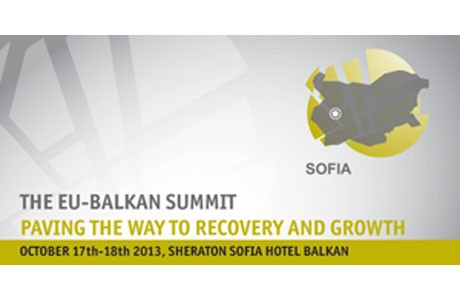 SOFIA
THE EU-BALKAN SUMMIT
PAVING THE WAY TO RECOVERY AND GROWTH
OCTOBER 17th-18th 2013, SHERATON SOFIA HOTEL BALKAN